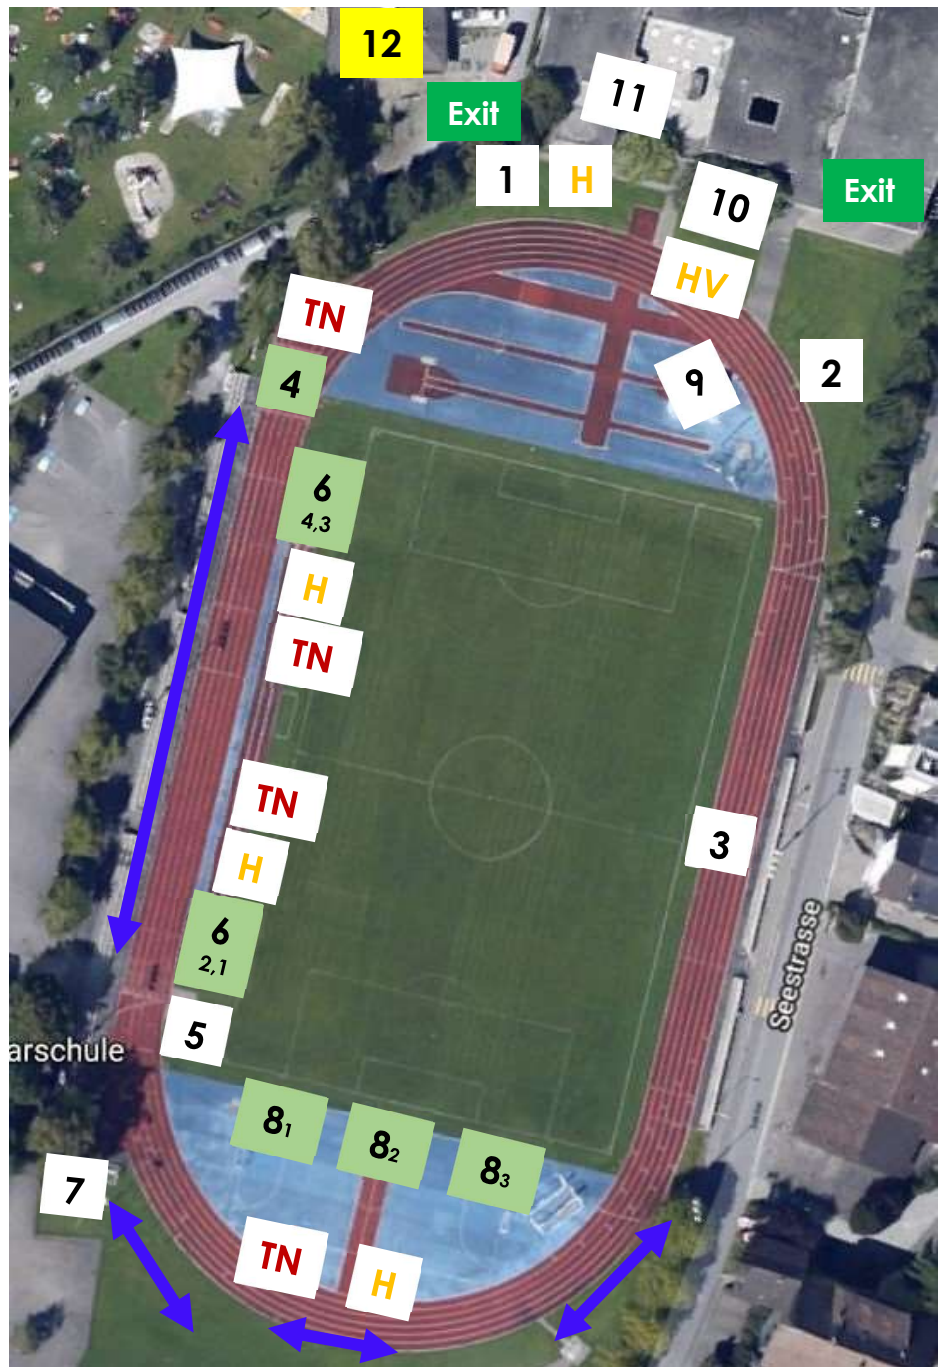 12
11
Exit
1
H
10
Exit
HV
TN
4
9
2
6
4,3
H
TN
TN
H
3
6
2,1
5
Seestrasse
arschule
8₁
8₂
8₃
7
TN
H